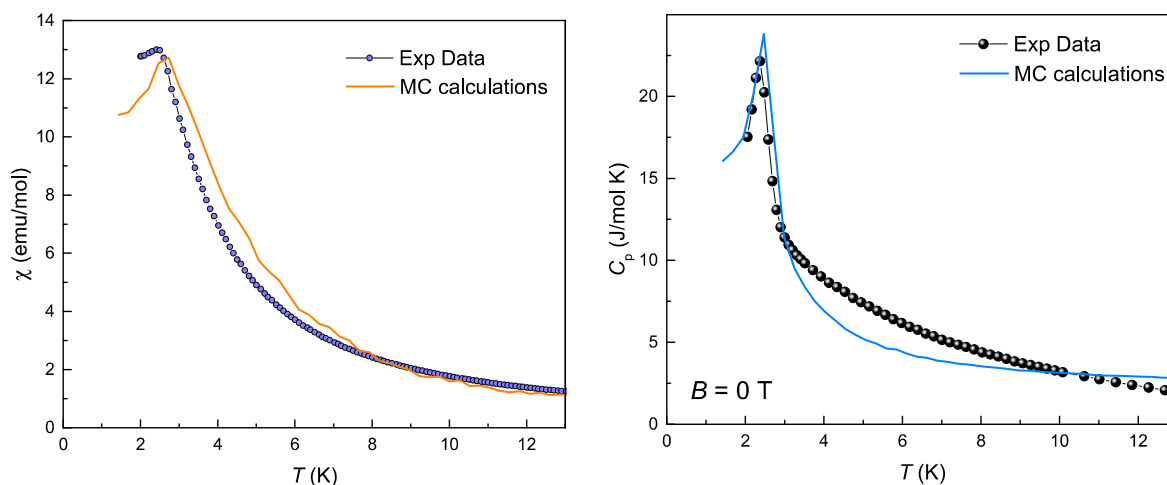 14
12
10
8
6
4
2
0
χ (emu/mol)
Exp Data
MC calculations
0 2 4 6 8 10 12
T (K)
20
15
10
5
0
C_p (J/mol K)
Exp Data
MC calculations
B = 0 T
0 2 4 6 8 10 12
T (K)